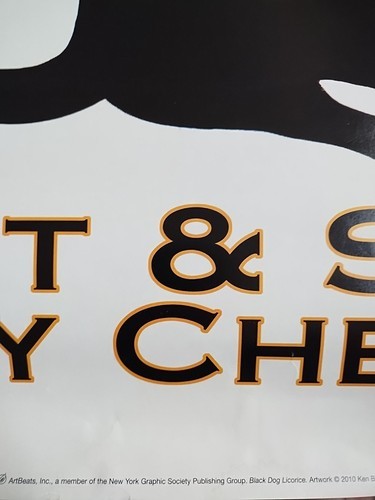 T & S
Y CHE
ArtBeats, Inc., a member of the New York Graphic Society Publishing Group. Black Dog Licorice. Artwork © 2010 Ken B